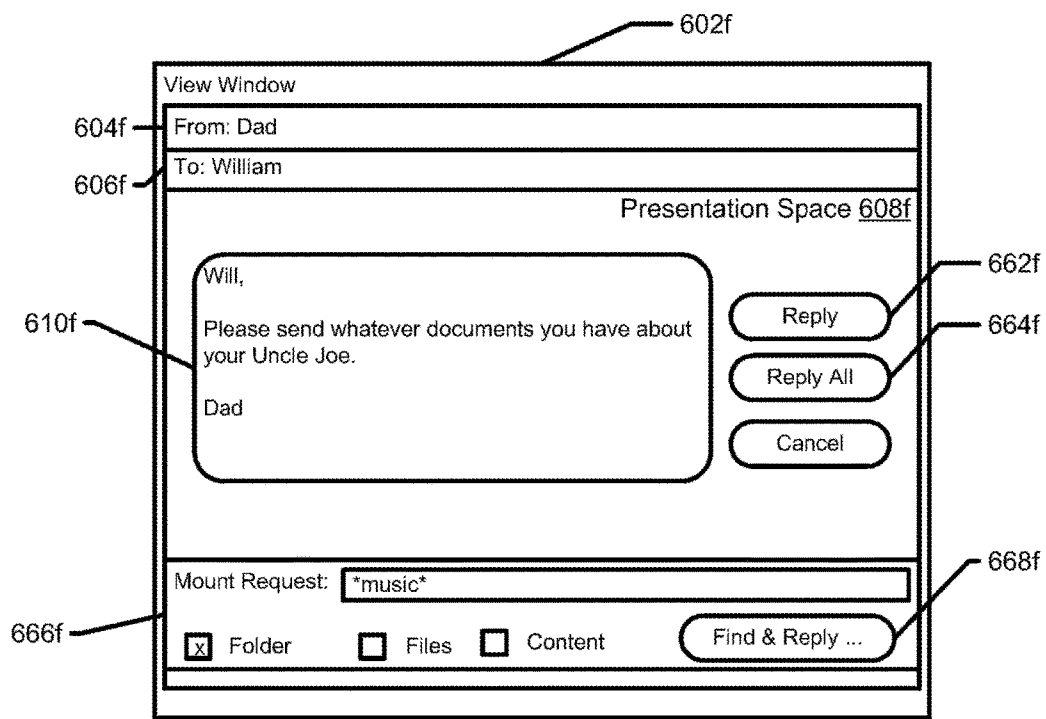 602f
View Window
604f
From: Dad
606f
To: William
Presentation Space 608f
662f
Will,
610f
Please send whatever documents you have about
your Uncle Joe.
Dad
Reply
664f
Reply All
Cancel
668f
Mount Request: *music*
666f
x Folder Files Content Find & Reply ...